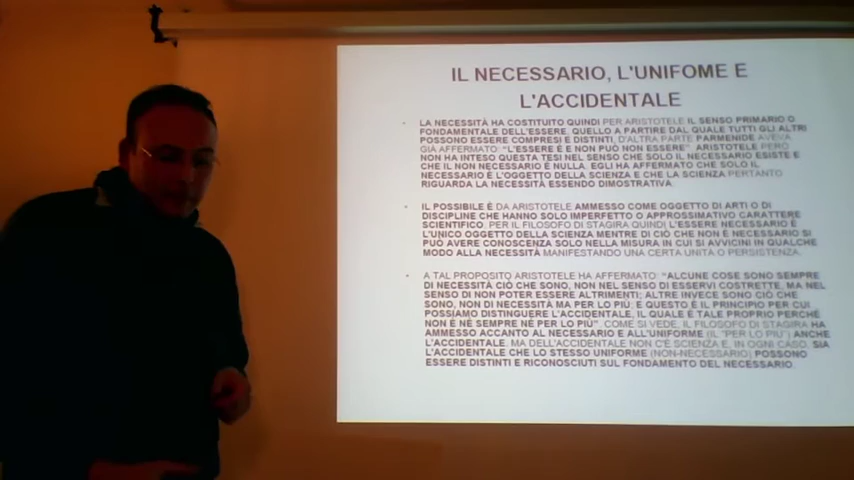 IL NECESSARIO, L'UNIFOME E
L'ACCIDENTALE
LA NECESSITÀ HA COSTITUITO QUINDI PER ARISTOTELE IL SENSO PRIMARIO O
FONDAMENTALE DELL'ESSERE, QUELLO A PARTIRE DAL QUALE TUTTI GLI ALTRI
POSSONO ESSERE COMPRESI E DISTINTI. D'ALTRA PARTE PARMENIDE AVEVA
GIÀ AFFERMATO: "L'ESSERE È E NON PUÒ NON ESSERE". ARISTOTELE PERÒ
NON HA INTESO QUESTA TESI NEL SENSO CHE SOLO IL NECESSARIO ESISTE E
CHE IL NON NECESSARIO È NULLA. EGLI HA AFFERMATO CHE SOLO IL
NECESSARIO È L'OGGETTO DELLA SCIENZA E CHE LA SCIENZA PERTANTO
RIGUARDA LA NECESSITÀ ESSENDO DIMOSTRATIVA.
IL POSSIBILE È DA ARISTOTELE AMMESSO COME OGGETTO DI ARTI O DI
DISCIPLINE CHE HANNO SOLO IMPERFETTO O APPROSSIMATIVO CARATTERE
SCIENTIFICO. PER IL FILOSOFO DI STAGIRA QUINDI L'ESSERE NECESSARIO È
L'UNICO OGGETTO DELLA SCIENZA MENTRE DI CIÒ CHE NON È NECESSARIO SI
PUÒ AVERE CONOSCENZA SOLO NELLA MISURA IN CUI SI AVVICINI IN QUALCHE
MODO ALLA NECESSITÀ MANIFESTANDO UNA CERTA UNITÀ O PERSISTENZA.
A TAL PROPOSITO ARISTOTELE HA AFFERMATO: "ALCUNE COSE SONO SEMPRE
DI NECESSITÀ CIÒ CHE SONO, NON NEL SENSO DI ESSERVI COSTRETTE, MA NEL
SENSO DI NON POTER ESSERE ALTRIMENTI; ALTRE INVECE SONO CIÒ CHE
SONO, NON DI NECESSITÀ MA PER LO PIÙ; E QUESTO È IL PRINCIPIO PER CUI
POSSIAMO DISTINGUERE L'ACCIDENTALE, IL QUALE È TALE PROPRIO PERCHÉ
NON È NÉ SEMPRE NÉ PER LO PIÙ". COME SI VEDE, IL FILOSOFO DI STAGIRA HA
AMMESSO ACCANTO AL NECESSARIO E ALL'UNIFORME (IL "PER LO PIÙ") ANCHE
L'ACCIDENTALE, MA DELL'ACCIDENTALE NON C'È SCIENZA E, IN OGNI CASO, SIA
L'ACCIDENTALE CHE LO STESSO UNIFORME (NON-NECESSARIO) POSSONO
ESSERE DISTINTI E RICONOSCIUTI SUL FONDAMENTO DEL NECESSARIO.